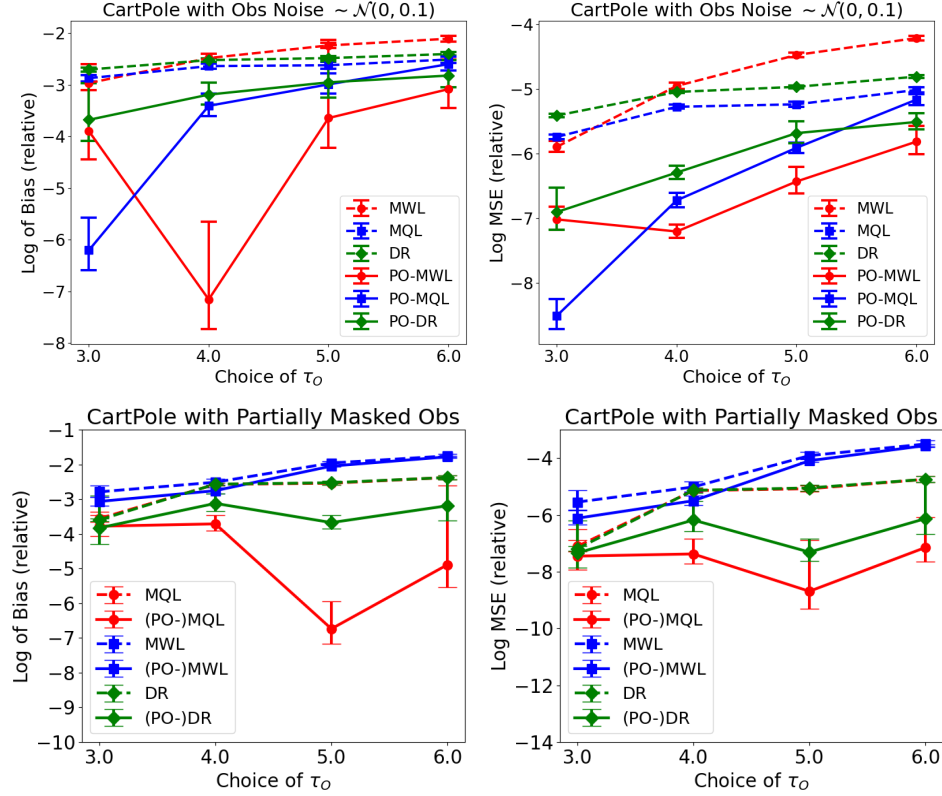 CartPole with Obs Noise ∼ 𝒩(0, 0.1)
Log of Bias (relative)
−2
−3
−4
−5
−6
−7
−8
MWL
MQL
DR
PO-MWL
PO-MQL
PO-DR
3.0 4.0 5.0 6.0
Choice of τ_O
CartPole with Obs Noise ∼ 𝒩(0, 0.1)
Log MSE (relative)
−4
−5
−6
−7
−8
MWL
MQL
DR
PO-MWL
PO-MQL
PO-DR
3.0 4.0 5.0 6.0
Choice of τ_O
CartPole with Partially Masked Obs
Log of Bias (relative)
−1
−2
−3
−4
−5
−6
−7
−8
−9
−10
MQL
(PO-)MQL
MWL
(PO-)MWL
DR
(PO-)DR
3.0 4.0 5.0 6.0
Choice of τ_O
CartPole with Partially Masked Obs
Log MSE (relative)
−4
−6
−8
−10
−12
−14
MQL
(PO-)MQL
MWL
(PO-)MWL
DR
(PO-)DR
3.0 4.0 5.0 6.0
Choice of τ_O